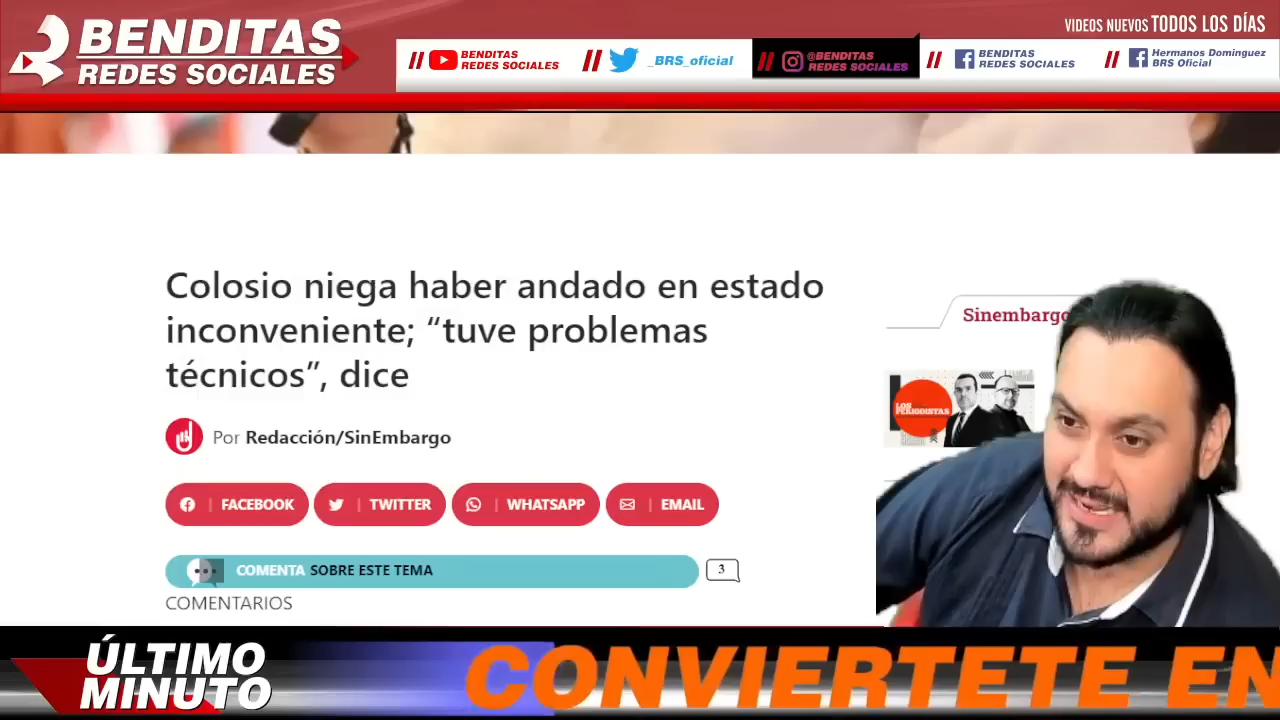 BENDITAS
REDES SOCIALES
VIDEOS NUEVOS TODOS LOS DÍAS
BENDITAS
REDES SOCIALES
_BRS_oficial
@BENDITAS
REDES SOCIALES
BENDITAS
REDES SOCIALES
Hermanos Dominguez
BRS Oficial
Colosio niega haber andado en estado
inconveniente; “tuve problemas
técnicos”, dice
Por Redacción/SinEmbargo
FACEBOOK
TWITTER
WHATSAPP
EMAIL
COMENTA SOBRE ESTE TEMA
3
COMENTARIOS
Sinembargo
LOS
PERIODISTAS
ÚLTIMO
MINUTO
CONVIERTETE EN